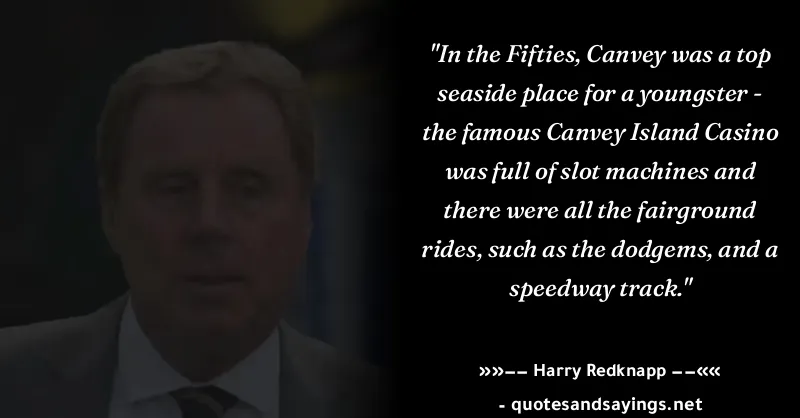 "In the Fifties, Canvey was a top
seaside place for a youngster -
the famous Canvey Island Casino
was full of slot machines and
there were all the fairground
rides, such as the dodgems, and a
speedway track."
»»−− Harry Redknapp −−««
- quotesandsayings.net